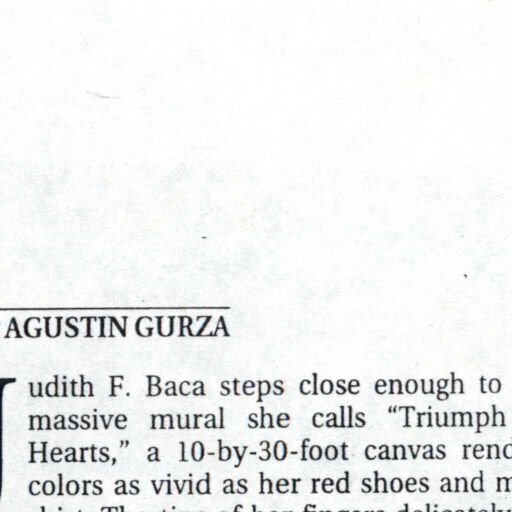 AGUSTIN GURZA
Judith F. Baca steps close enough to
massive mural she calls “Triumph
Hearts,” a 10-by-30-foot canvas rend
colors as vivid as her red shoes and m